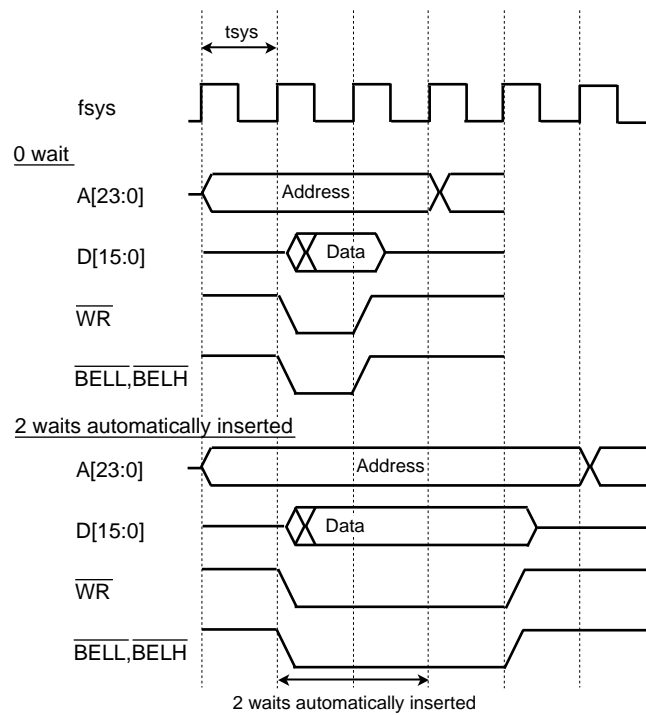 tsys
fsys
0 wait
A[23:0]
Address
D[15:0]
Data
WR
BELL,BELH
2 waits automatically inserted
A[23:0]
Address
D[15:0]
Data
WR
BELL,BELH
2 waits automatically inserted